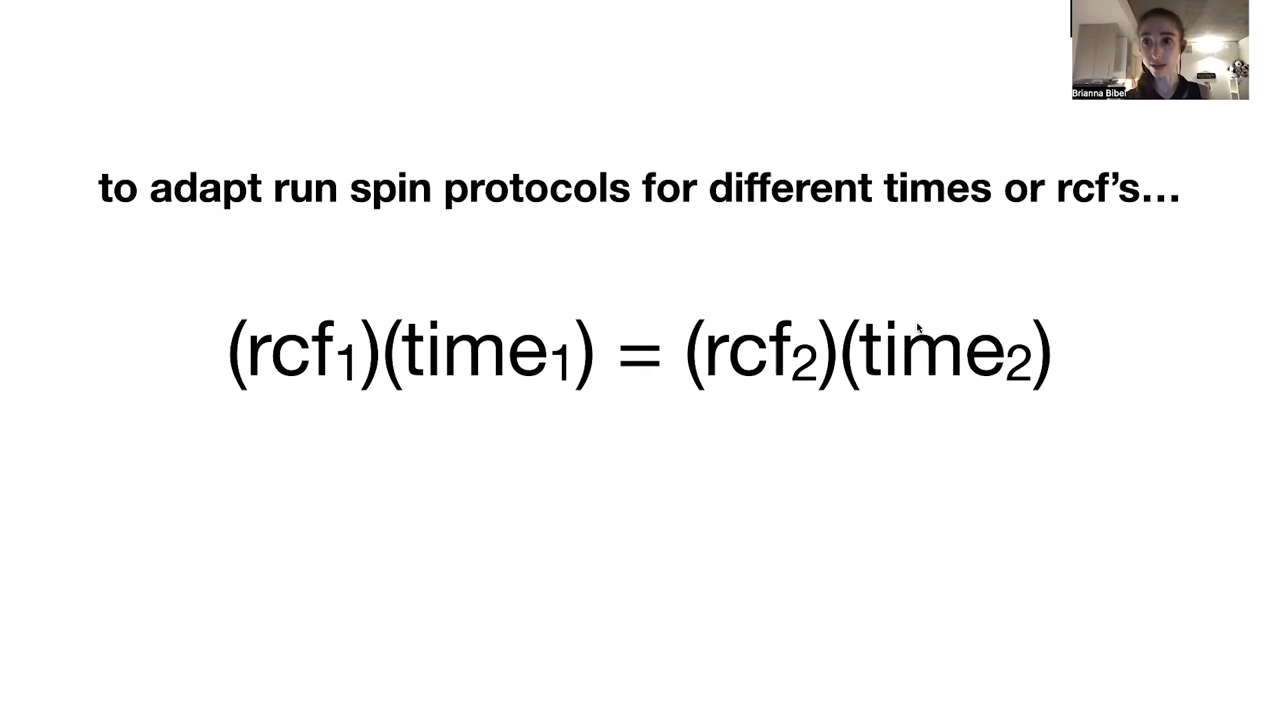 Brianna Bibel
to adapt run spin protocols for different times or rcf’s…
(rcf₁)(time₁) = (rcf₂)(time₂)